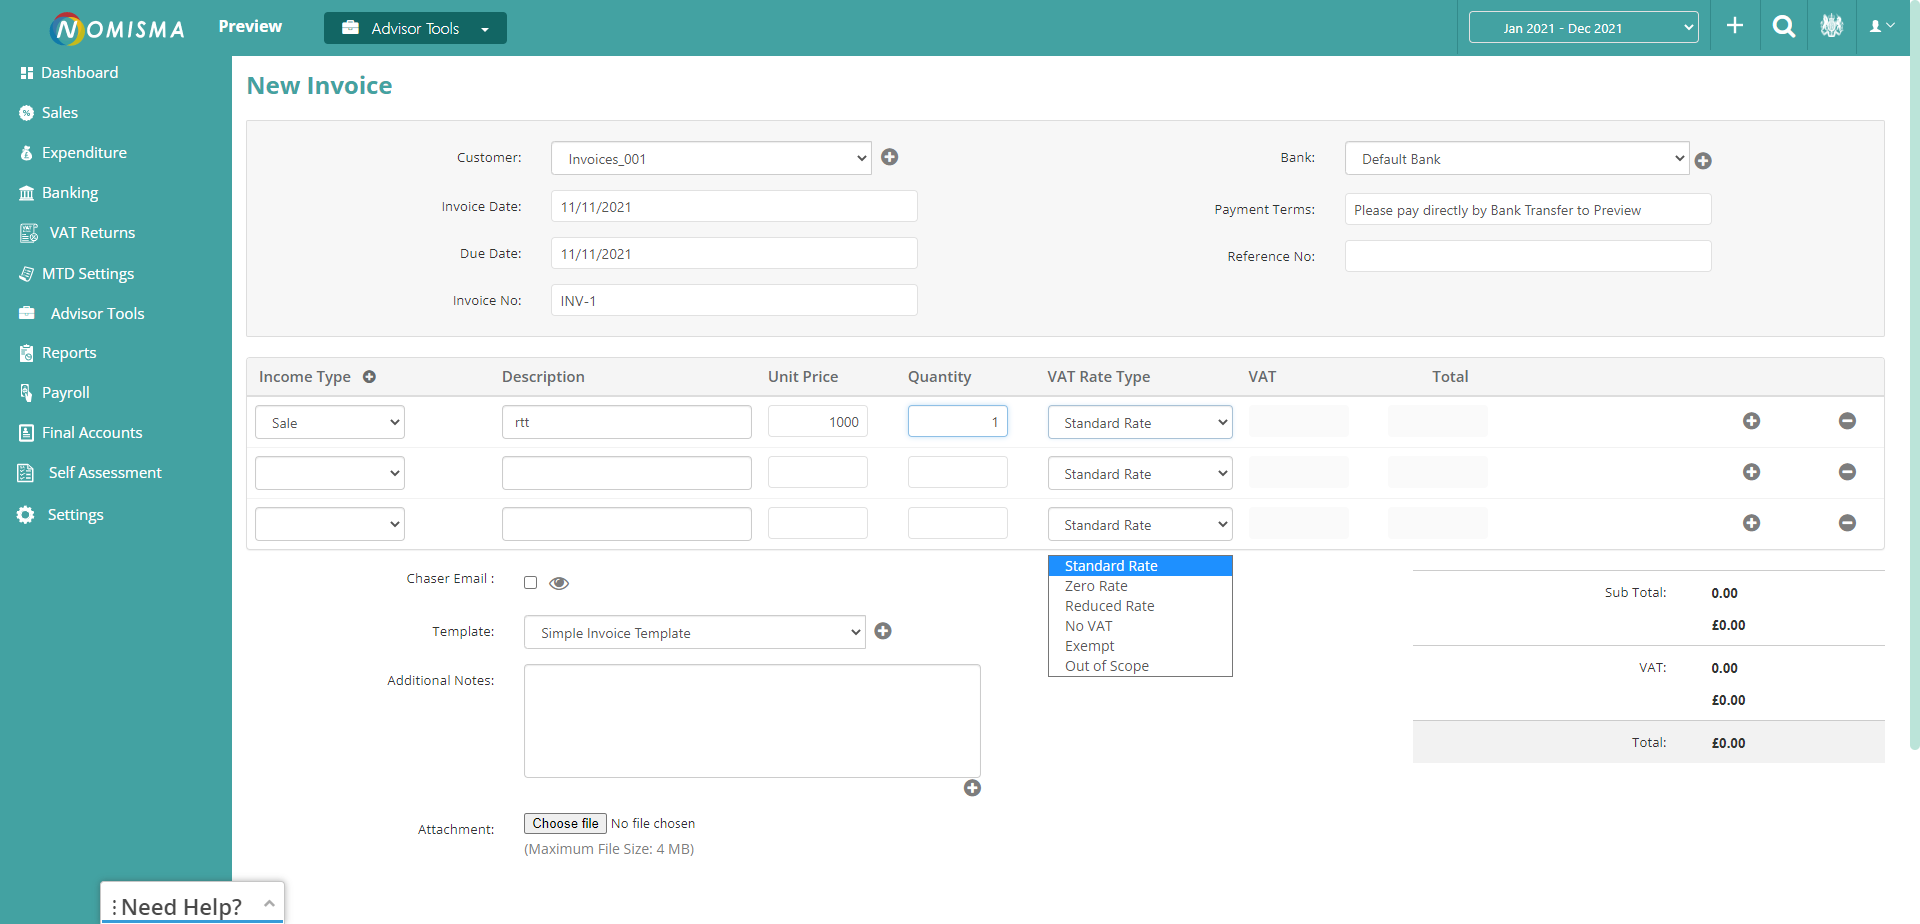 NOMISMA
Preview
Advisor Tools
Jan 2021 - Dec 2021
Dashboard
Sales
Expenditure
Banking
VAT Returns
MTD Settings
Advisor Tools
Reports
Payroll
Final Accounts
Self Assessment
Settings
New Invoice
Customer: Invoices_001
Bank: Default Bank
Invoice Date: 11/11/2021
Payment Terms: Please pay directly by Bank Transfer to Preview
Due Date: 11/11/2021
Reference No:
Invoice No: INV-1
Income Type Description Unit Price Quantity VAT Rate Type VAT Total
Sale rtt 1000 1 Standard Rate
Standard Rate
Standard Rate
Standard Rate
Zero Rate
Reduced Rate
No VAT
Exempt
Out of Scope
Chaser Email :
Template: Simple Invoice Template
Additional Notes:
Attachment: Choose file No file chosen
(Maximum File Size: 4 MB)
Sub Total: 0.00
£0.00
VAT: 0.00
£0.00
Total: £0.00
Need Help?